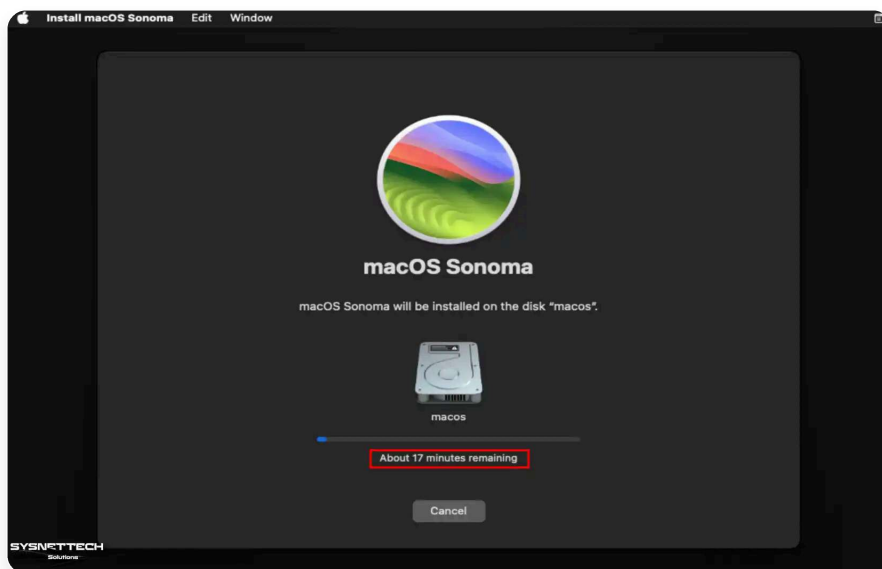 Install macOS Sonoma Edit Window
macOS Sonoma
macOS Sonoma will be installed on the disk “macos”.
macos
About 17 minutes remaining
Cancel
SYSNETTECH
Solutions